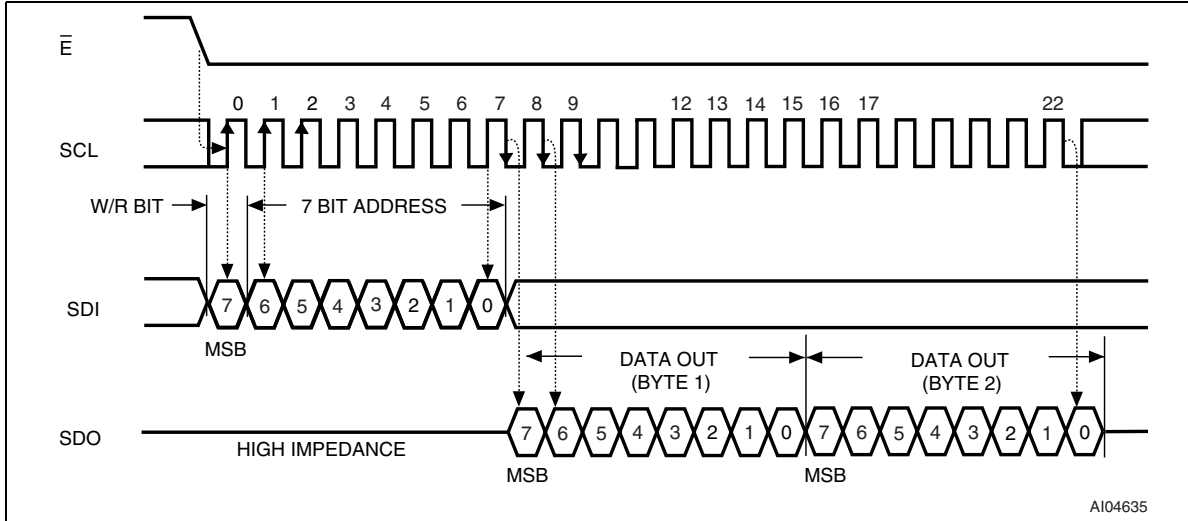 E̅
0 1 2 3 4 5 6 7 8 9 12 13 14 15 16 17 22
SCL
W/R BIT 7 BIT ADDRESS
SDI
7 6 5 4 3 2 1 0
MSB
DATA OUT
(BYTE 1)
DATA OUT
(BYTE 2)
SDO
HIGH IMPEDANCE
7 6 5 4 3 2 1 0 7 6 5 4 3 2 1 0
MSB MSB
AI04635